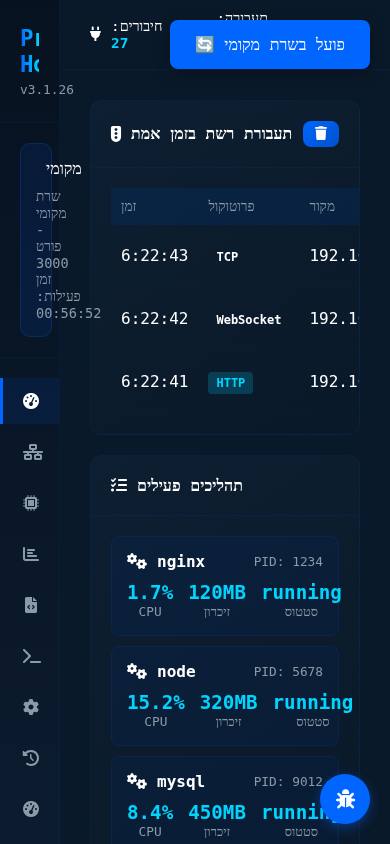 v3.1.26
חיבורים:
27
פועל בשרת מקומי
מקומי
שרת
מקומי
-
פורט
3000
זמן
פעילות:
00:56:52
תעבורת רשת בזמן אמת
זמן פרוטוקול מקור
6:22:43 TCP
6:22:42 WebSocket
6:22:41 HTTP
תהליכים פעילים
nginx PID: 1234
1.7% 120MB running
CPU זיכרון סטטוס
node PID: 5678
15.2% 320MB running
CPU זיכרון סטטוס
mysql PID: 9012
8.4% 450MB
CPU זיכרון סטטוס